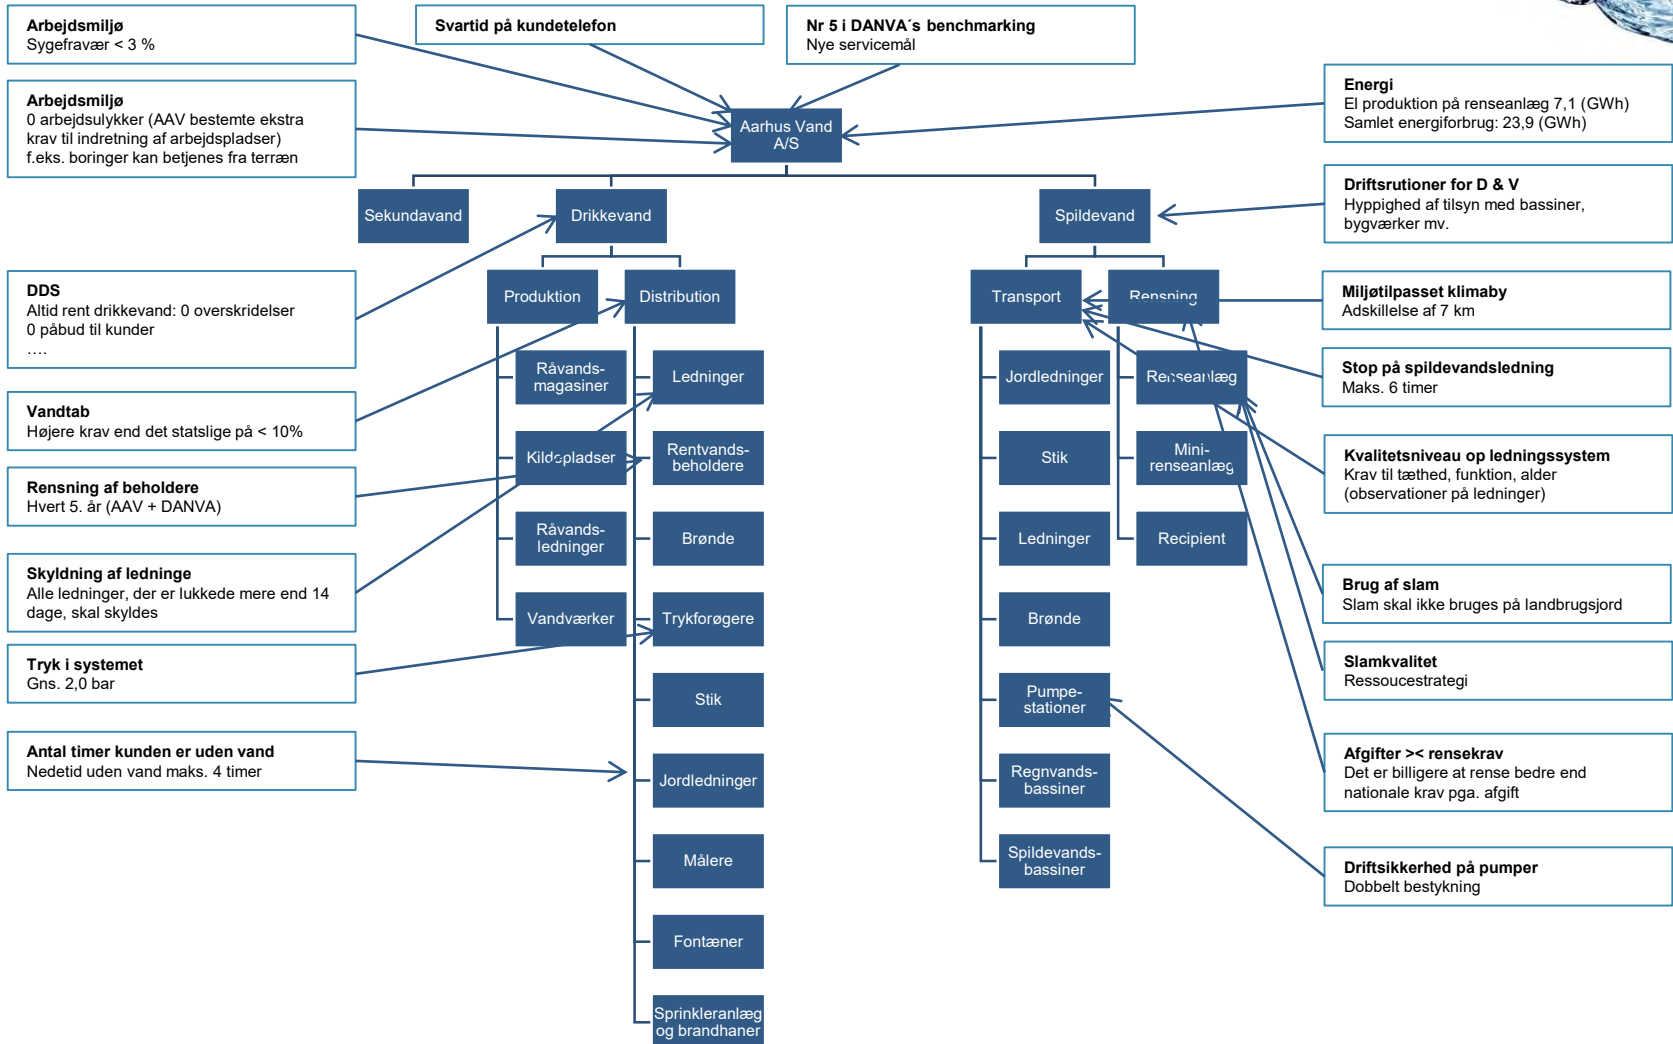 Arbejdsmiljø
Sygefravær < 3 %
Svartid på kundetelefon
Nr 5 i DANVA´s benchmarking
Nye servicemål
Arbejdsmiljø
0 arbejdsulykker (AAV bestemte ekstra
krav til indretning af arbejdspladser)
f.eks. boringer kan betjenes fra terræn
Energi
El produktion på renseanlæg 7,1 (GWh)
Samlet energiforbrug: 23,9 (GWh)
Aarhus Vand
A/S
Sekundavand
Drikkevand
Spildevand
Driftsrutioner for D & V
Hyppighed af tilsyn med bassiner,
bygværker mv.
DDS
Altid rent drikkevand: 0 overskridelser
0 påbud til kunder
….
Produktion
Distribution
Transport
Rensning
Miljøtilpasset klimaby
Adskillelse af 7 km
Vandtab
Højere krav end det statslige på < 10%
Rensning af beholdere
Hvert 5. år (AAV + DANVA)
Skyldning af ledninge
Alle ledninger, der er lukkede mere end 14
dage, skal skyldes
Tryk i systemet
Gns. 2,0 bar
Antal timer kunden er uden vand
Nedetid uden vand maks. 4 timer
Råvands-
magasiner
Kildepladser
Råvands-
ledninger
Vandværker
Ledninger
Rentvands-
beholdere
Brønde
Trykforøgere
Stik
Jordledninger
Målere
Fontæner
Sprinkleranlæg
og brandhaner
Jordledninger
Stik
Ledninger
Brønde
Pumpe-
stationer
Regnvands-
bassiner
Spildevands-
bassiner
Renseanlæg
Mini-
renseanlæg
Recipient
Stop på spildevandsledning
Maks. 6 timer
Kvalitetsniveau op ledningssystem
Krav til tæthed, funktion, alder
(observationer på ledninger)
Brug af slam
Slam skal ikke bruges på landbrugsjord
Slamkvalitet
Ressoucestrategi
Afgifter >< rensekrav
Det er billigere at rense bedre end
nationale krav pga. afgift
Driftsikkerhed på pumper
Dobbelt bestykning